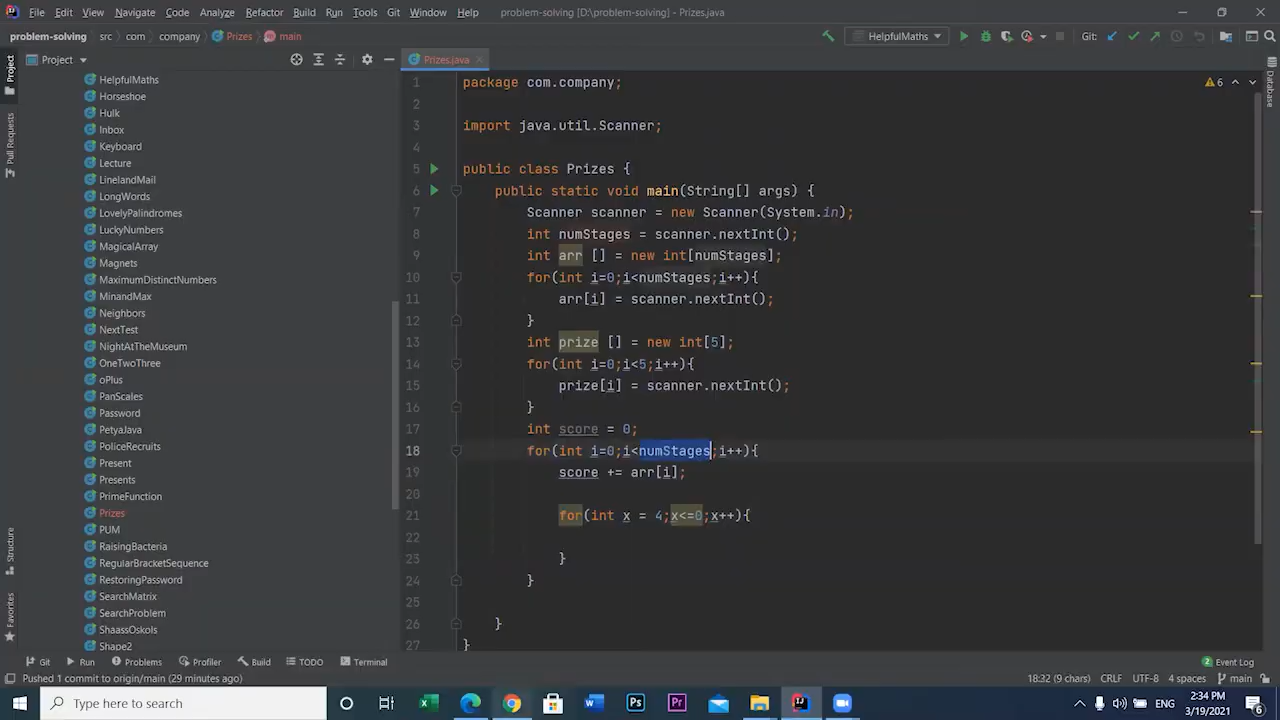 File Edit View Navigate Code Analyze Refactor Build Run Tools Git Window Help problem-solving [D:\problem-solving] - Prizes.java
problem-solving src com company Prizes main HelpfulMaths Git:
Project Prizes.java
HelpfulMaths
Horseshoe
Hulk
Inbox
Keyboard
Lecture
LinelandMail
LongWords
LovelyPalindromes
LuckyNumbers
MagicalArray
Magnets
MaximumDistinctNumbers
MinandMax
Neighbors
NextTest
NightAtTheMuseum
OneTwoThree
oPlus
PanScales
Password
PetyaJava
PoliceRecruits
Present
Presents
PrimeFunction
Prizes
PUM
RaisingBacteria
RegularBracketSequence
RestoringPassword
SearchMatrix
SearchProblem
ShaassOskols
Shape2
1 package com.company;
2
3 import java.util.Scanner;
4
5 public class Prizes {
6 public static void main(String[] args) {
7 Scanner scanner = new Scanner(System.in);
8 int numStages = scanner.nextInt();
9 int arr [] = new int[numStages];
10 for(int i=0;i<numStages;i++){
11 arr[i] = scanner.nextInt();
12 }
13 int prize [] = new int[5];
14 for(int i=0;i<5;i++){
15 prize[i] = scanner.nextInt();
16 }
17 int score = 0;
18 for(int i=0;i<numStages;i++){
19 score += arr[i];
20
21 for(int x = 4;x<=0;x++){
22
23 }
24 }
25
26 }
27 }
6
Project
Pull Requests
Structure
Favorites
Database
Git Run Problems Profiler Build TODO Terminal 2 Event Log
Pushed 1 commit to origin/main (29 minutes ago) 18:32 (9 chars) CRLF UTF-8 4 spaces main
Type here to search
2:34 PM
3/19/2021
6